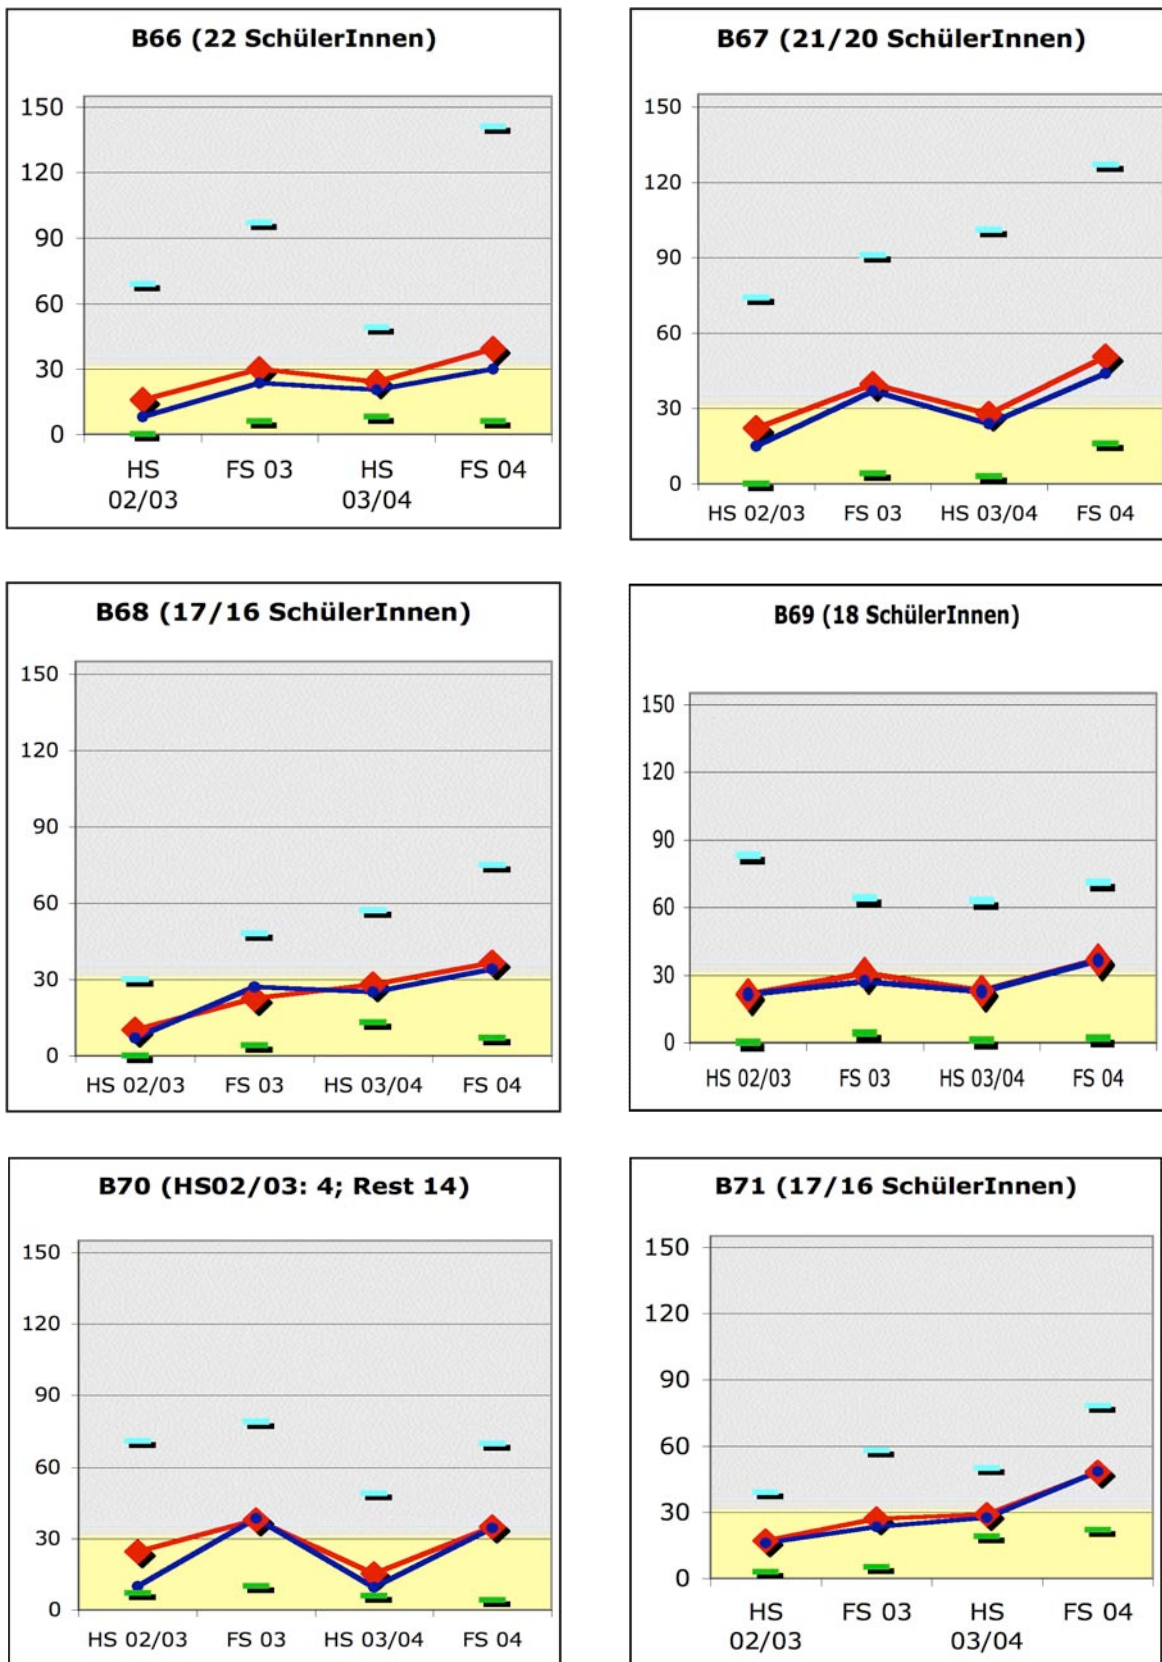 B66 (22 SchülerInnen)
150
120
90
60
30
0
HS 02/03
FS 03
HS 03/04
FS 04
B67 (21/20 SchülerInnen)
150
120
90
60
30
0
HS 02/03
FS 03
HS 03/04
FS 04
B68 (17/16 SchülerInnen)
150
120
90
60
30
0
HS 02/03
FS 03
HS 03/04
FS 04
B69 (18 SchülerInnen)
150
120
90
60
30
0
HS 02/03
FS 03
HS 03/04
FS 04
B70 (HS02/03: 4; Rest 14)
150
120
90
60
30
0
HS 02/03
FS 03
HS 03/04
FS 04
B71 (17/16 SchülerInnen)
150
120
90
60
30
0
HS 02/03
FS 03
HS 03/04
FS 04